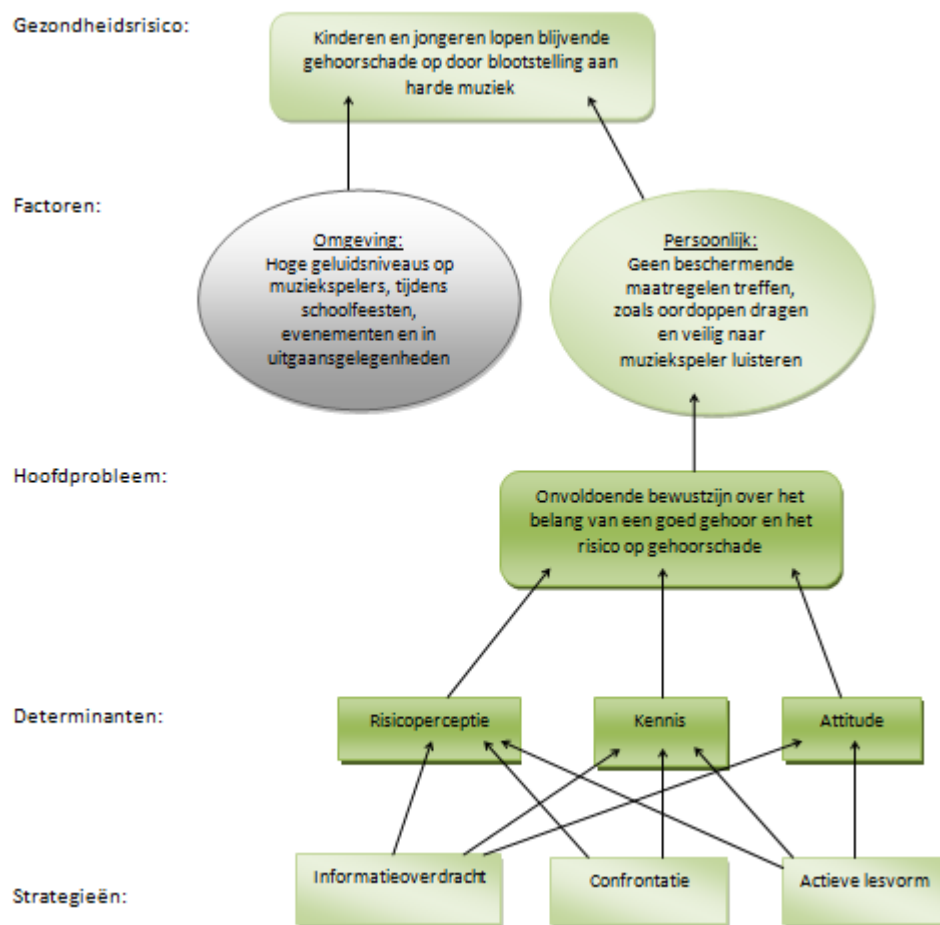 Gezondheidsrisico:
Kinderen en jongeren lopen blijvende
gehoorschade op door blootstelling aan
harde muziek
Factoren:
Omgeving:
Hoge geluidsniveaus op
muziekspelers, tijdens
schoolfeesten,
evenementen en in
uitgaansgelegenheden
Persoonlijk:
Geen beschermende
maatregelen treffen,
zoals oordoppen dragen
en veilig naar
muziekspeler luisteren
Hoofdprobleem:
Onvoldoende bewustzijn over het
belang van een goed gehoor en het
risico op gehoorschade
Determinanten:
Risicoperceptie
Kennis
Attitude
Strategieën:
Informatieoverdracht
Confrontatie
Actieve lesvorm